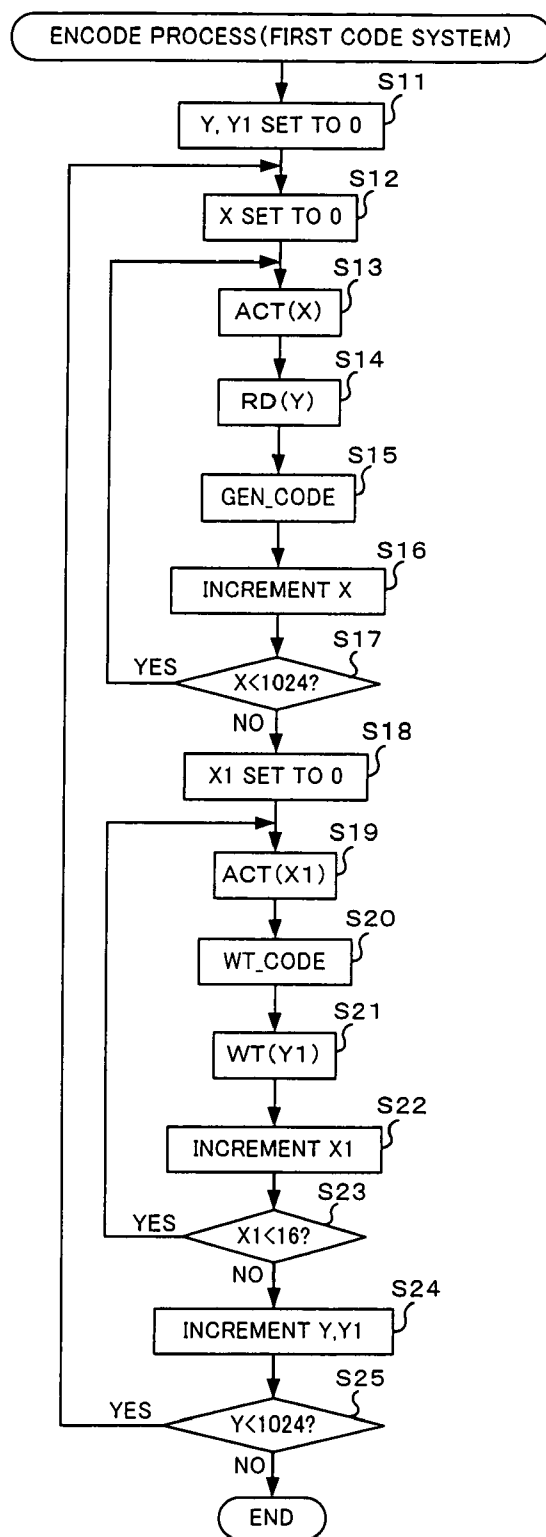 ENCODE PROCESS(FIRST CODE SYSTEM)
S11
Y, Y1 SET TO 0
S12
X SET TO 0
S13
ACT(X)
S14
RD(Y)
S15
GEN_CODE
S16
INCREMENT X
S17
YES
X<1024?
NO
S18
X1 SET TO 0
S19
ACT(X1)
S20
WT_CODE
S21
WT(Y1)
S22
INCREMENT X1
S23
YES
X1<16?
NO
S24
INCREMENT Y,Y1
S25
YES
Y<1024?
NO
END